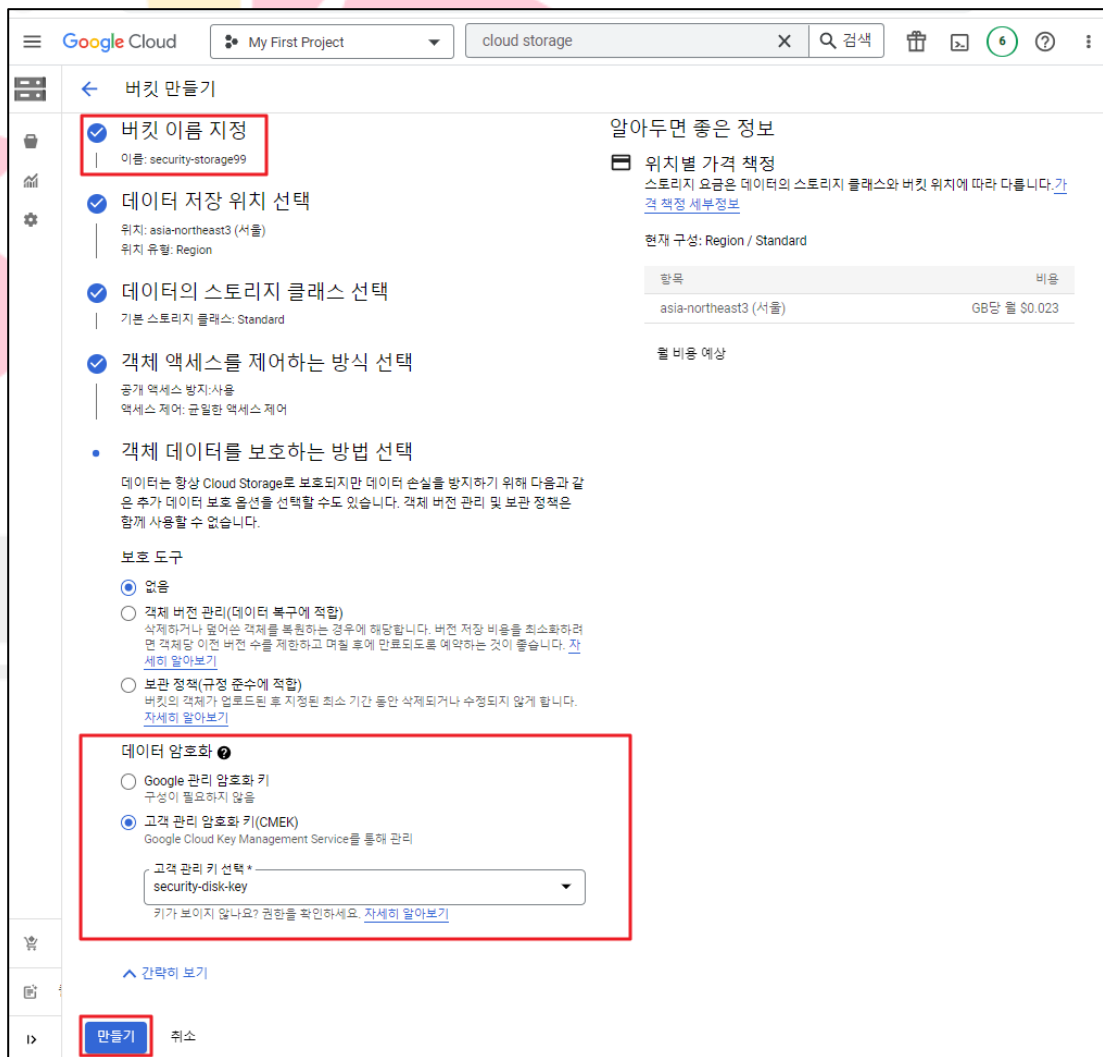 Google Cloud
My First Project
cloud storage
검색
6
버킷 만들기
버킷 이름 지정
이름: security-storage99
데이터 저장 위치 선택
위치: asia-northeast3 (서울)
위치 유형: Region
데이터의 스토리지 클래스 선택
기본 스토리지 클래스: Standard
객체 액세스를 제어하는 방식 선택
공개 액세스 방지:사용
액세스 제어: 균일한 액세스 제어
객체 데이터를 보호하는 방법 선택
데이터는 항상 Cloud Storage로 보호되지만 데이터 손실을 방지하기 위해 다음과 같
은 추가 데이터 보호 옵션을 선택할 수도 있습니다. 객체 버전 관리 및 보관 정책은
함께 사용할 수 없습니다.
보호 도구
없음
객체 버전 관리(데이터 복구에 적합)
삭제하거나 덮어쓴 객체를 복원하는 경우에 해당합니다. 버전 저장 비용을 최소화하려
면 객체당 이전 버전 수를 제한하고 며칠 후에 만료되도록 예약하는 것이 좋습니다. 자
세히 알아보기
보관 정책(규정 준수에 적합)
버킷의 객체가 업로드된 후 지정된 최소 기간 동안 삭제되거나 수정되지 않게 합니다.
자세히 알아보기
데이터 암호화
Google 관리 암호화 키
구성이 필요하지 않음
고객 관리 암호화 키(CMEK)
Google Cloud Key Management Service를 통해 관리
고객 관리 키 선택 *
security-disk-key
키가 보이지 않나요? 권한을 확인하세요. 자세히 알아보기
간략히 보기
만들기
취소
알아두면 좋은 정보
위치별 가격 책정
스토리지 요금은 데이터의 스토리지 클래스와 버킷 위치에 따라 다릅니다.가
격 책정 세부정보
현재 구성: Region / Standard
항목 비용
asia-northeast3 (서울) GB당 월 $0.023
월 비용 예상